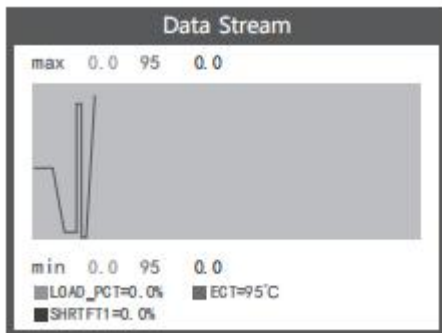 Data Stream
max 0.0 95 0.0
min 0.0 95 0.0
LOAD_PCT=0.0% ECT=95℃
SHRTFT1=0.0%